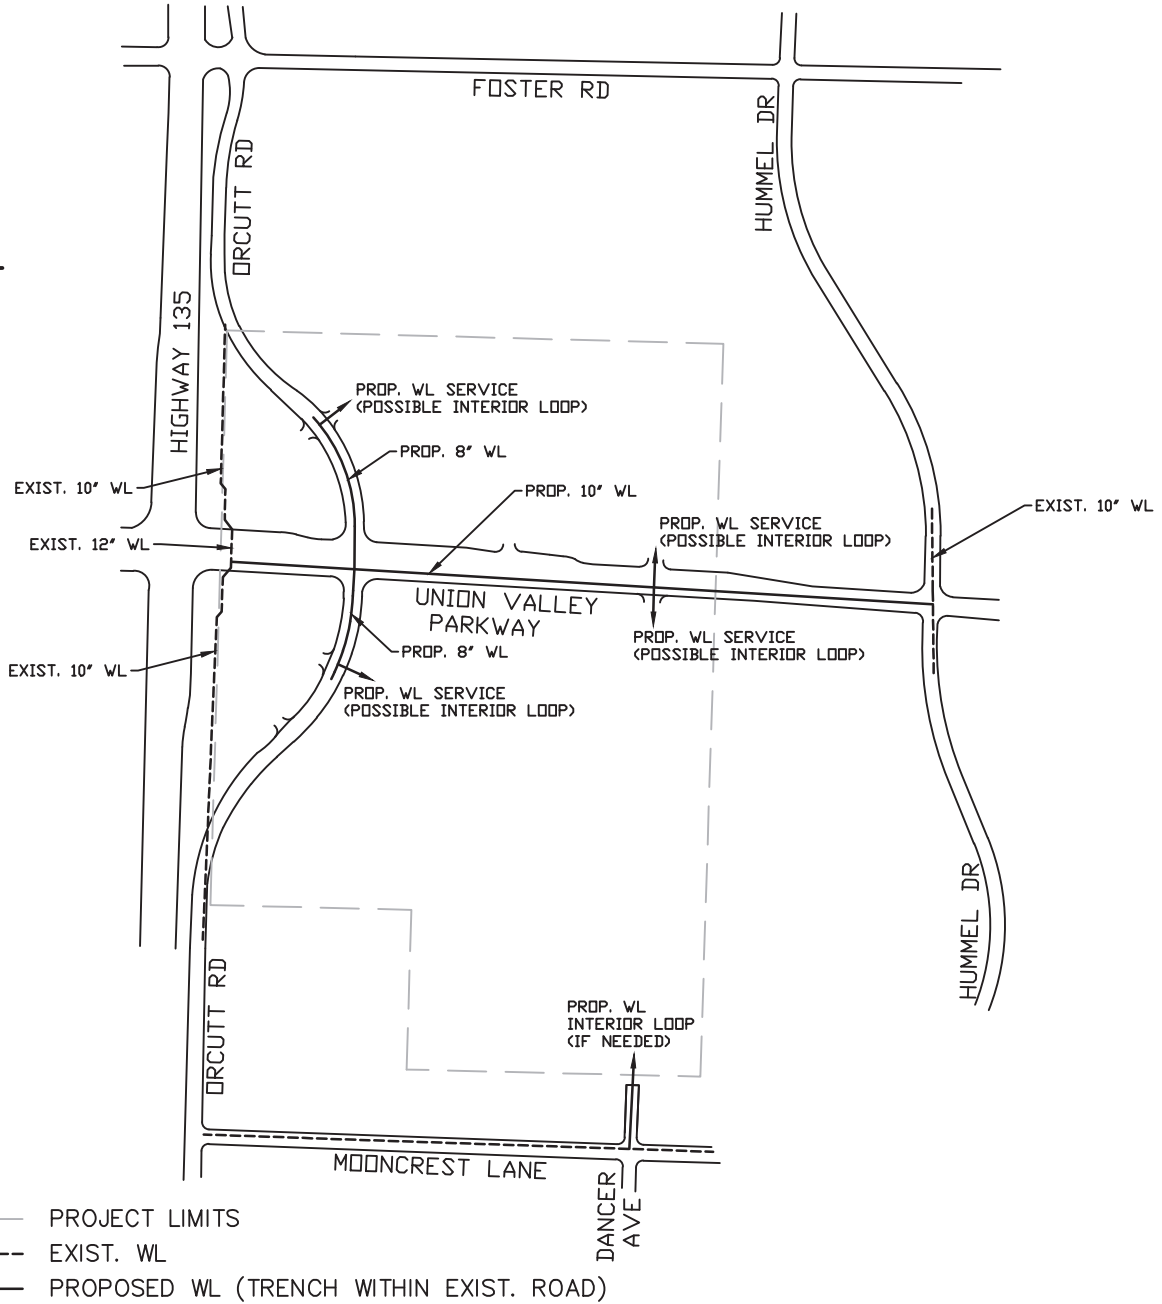 FOSTER RD
HUMMEL DR
ORCUTT RD
HIGHWAY 135
PROP. WL SERVICE
(POSSIBLE INTERIOR LOOP)
PROP. 8" WL
EXIST. 10" WL
PROP. 10" WL
EXIST. 10" WL
PROP. WL SERVICE
(POSSIBLE INTERIOR LOOP)
EXIST. 12" WL
UNION VALLEY
PARKWAY
PROP. WL SERVICE
(POSSIBLE INTERIOR LOOP)
PROP. 8" WL
EXIST. 10" WL
PROP. WL SERVICE
(POSSIBLE INTERIOR LOOP)
HUMMEL DR
ORCUTT RD
PROP. WL
INTERIOR LOOP
(IF NEEDED)
MOONCREST LANE
DANCER
AVE
PROJECT LIMITS
EXIST. WL
PROPOSED WL (TRENCH WITHIN EXIST. ROAD)